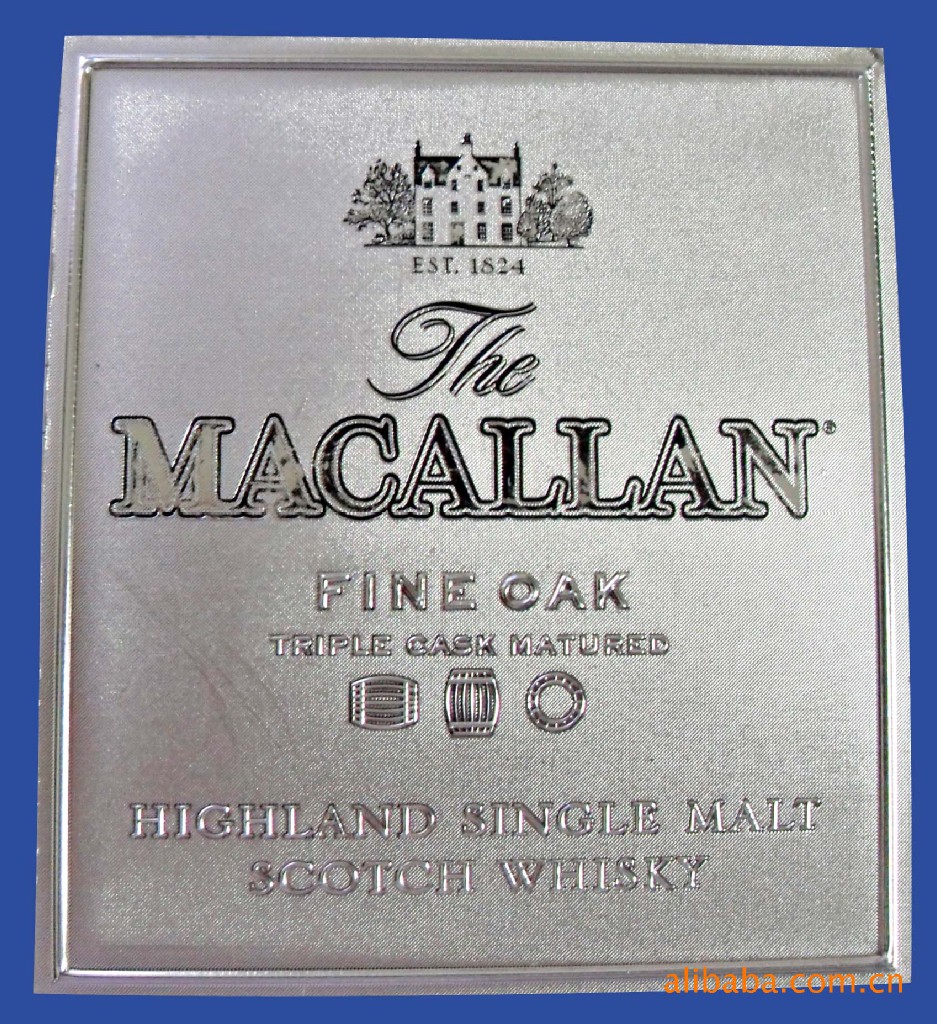 EST. 1824
The
MACALLAN®
FINE OAK
TRIPLE CASK MATURED
HIGHLAND SINGLE MALT
SCOTCH WHISKY
alibaba.com.cn